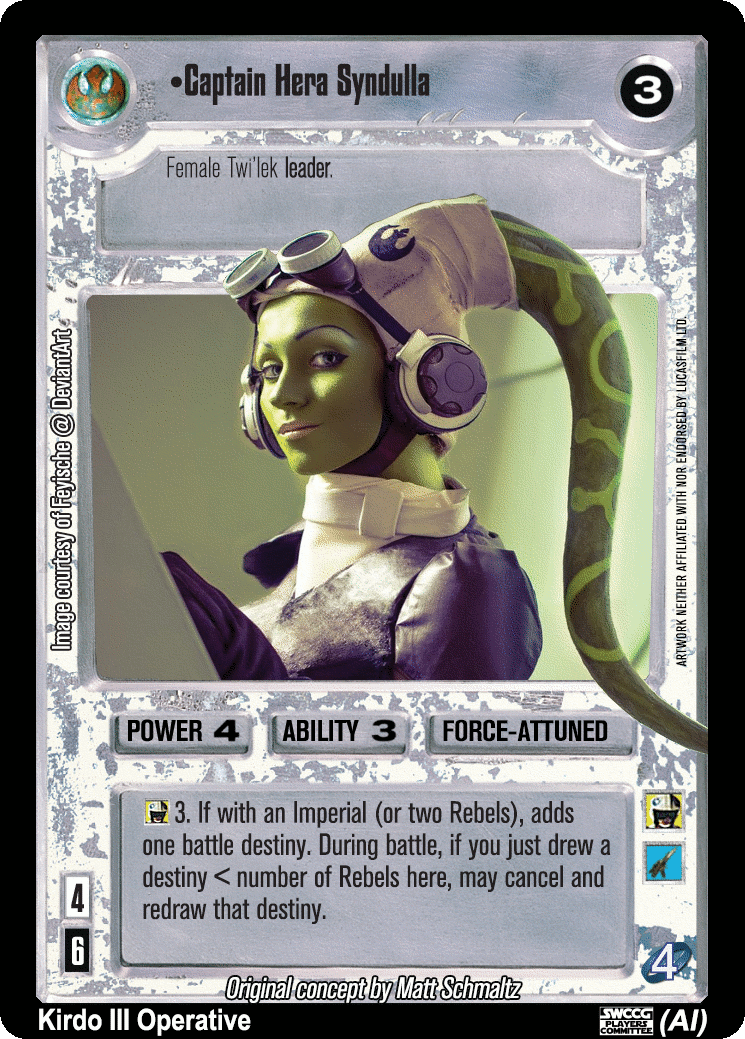 •Captain Hera Syndulla
3
Female Twi'lek leader.
Image courtesy of Feyische @ DeviantArt
ARTWORK NEITHER AFFILIATED WITH NOR ENDORSED BY LUCASFILM LTD.
POWER 4
ABILITY 3
FORCE-ATTUNED
3. If with an Imperial (or two Rebels), adds
one battle destiny. During battle, if you just drew a
destiny < number of Rebels here, may cancel and
redraw that destiny.
4
6
4
Original concept by Matt Schmaltz
Kirdo III Operative
SWCCG
PLAYERS
COMMITTEE
(AI)